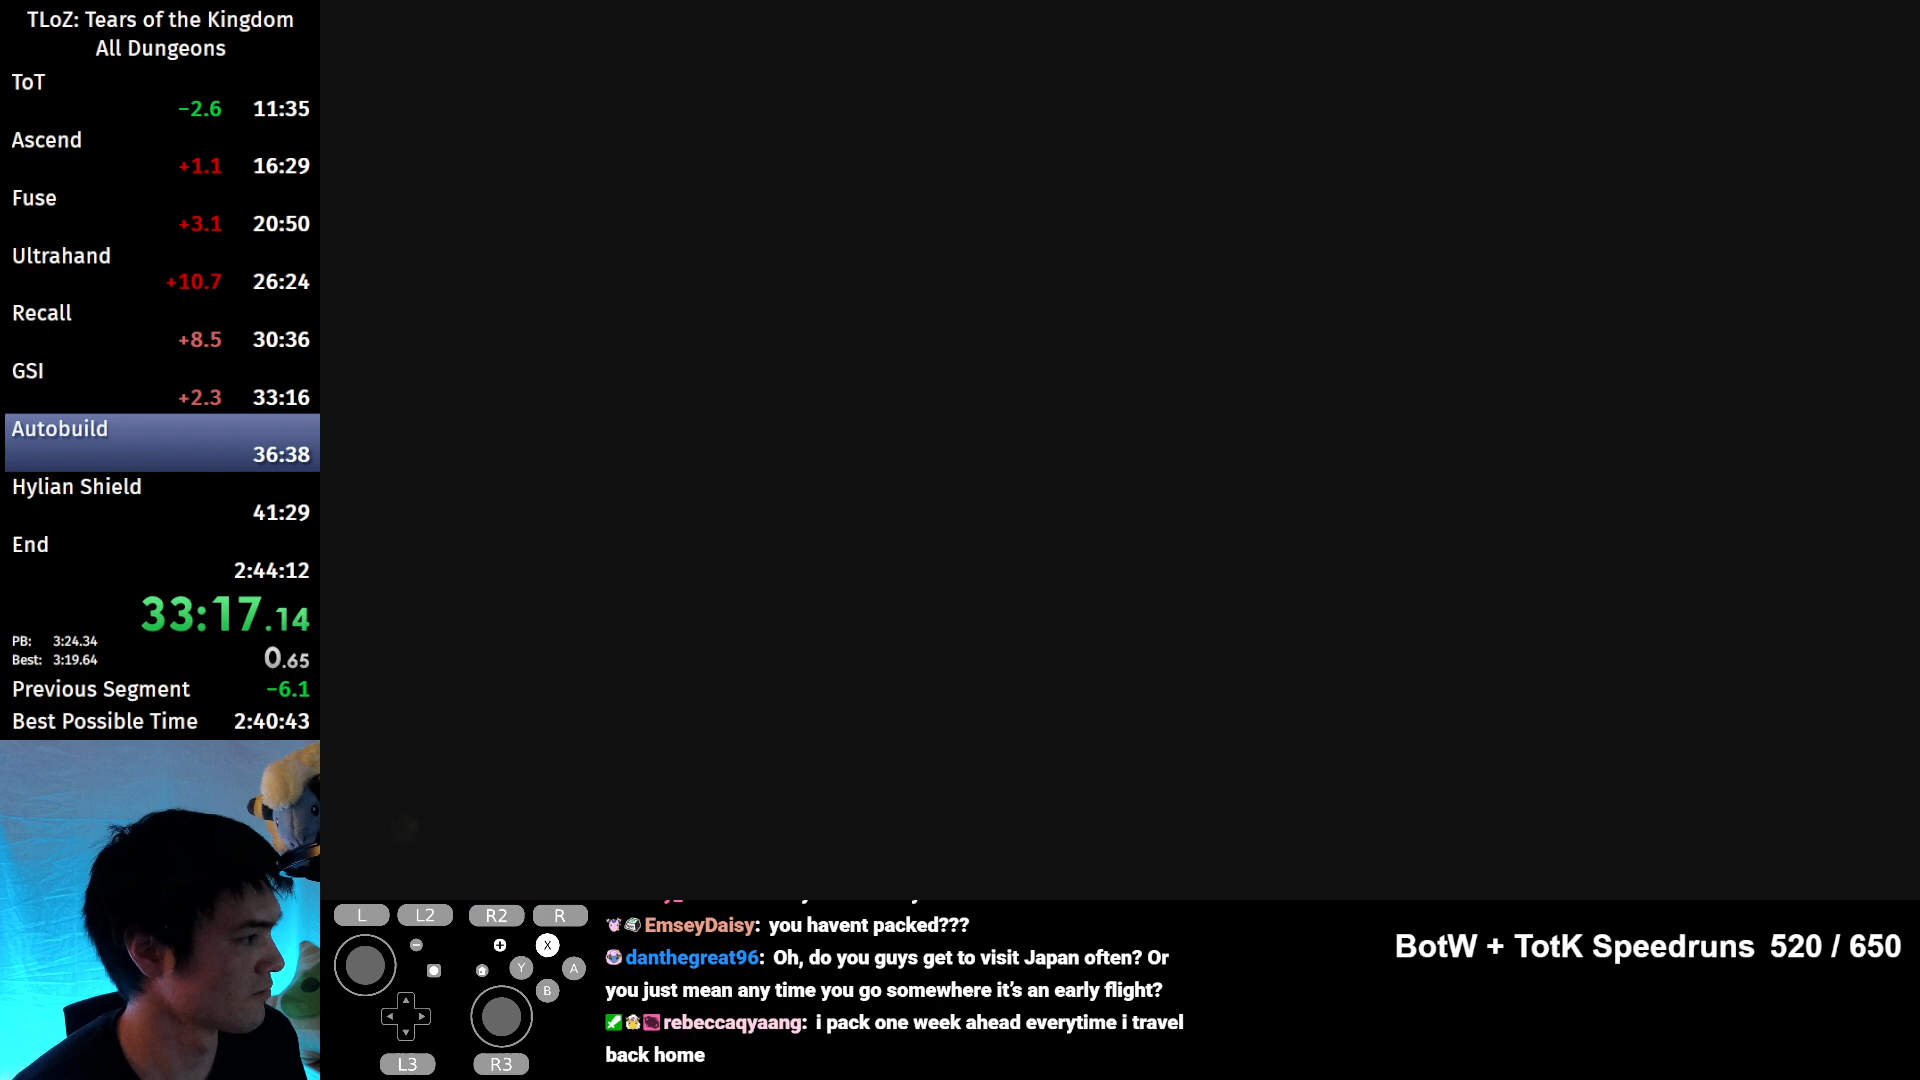 TLoZ: Tears of the Kingdom
All Dungeons
ToT
−2.6 11:35
Ascend
+1.1 16:29
Fuse
+3.1 20:50
Ultrahand
+10.7 26:24
Recall
+8.5 30:36
GSI
+2.3 33:16
Autobuild
36:38
Hylian Shield
41:29
End
2:44:12
33:17.14
PB: 3:24.34
Best: 3:19.64
0.65
Previous Segment −6.1
Best Possible Time 2:40:43
L L2 R2 R
X
Y A
B
L3 R3
EmseyDaisy: you havent packed???
danthegreat96: Oh, do you guys get to visit Japan often? Or
you just mean any time you go somewhere it's an early flight?
rebeccaqyaang: i pack one week ahead everytime i travel
back home
BotW + TotK Speedruns 520 / 650